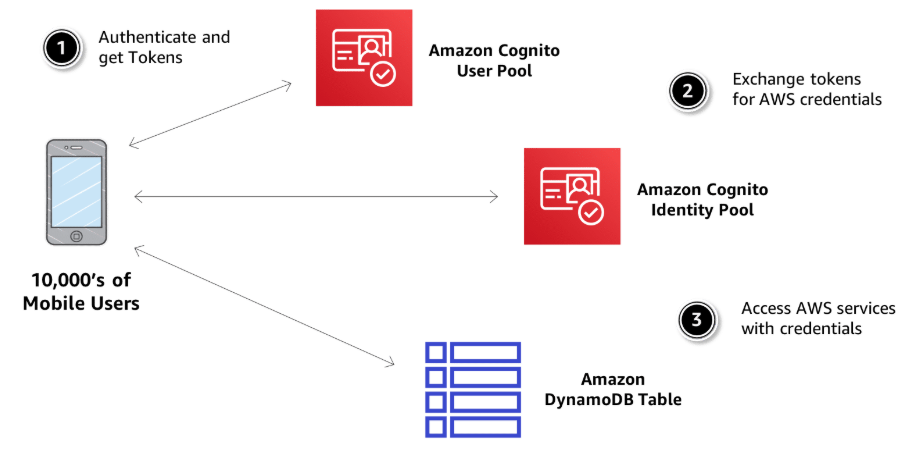 1
Authenticate and
get Tokens
Amazon Cognito
User Pool
2
Exchange tokens
for AWS credentials
Amazon Cognito
Identity Pool
10,000’s of
Mobile Users
3
Access AWS services
with credentials
Amazon
DynamoDB Table